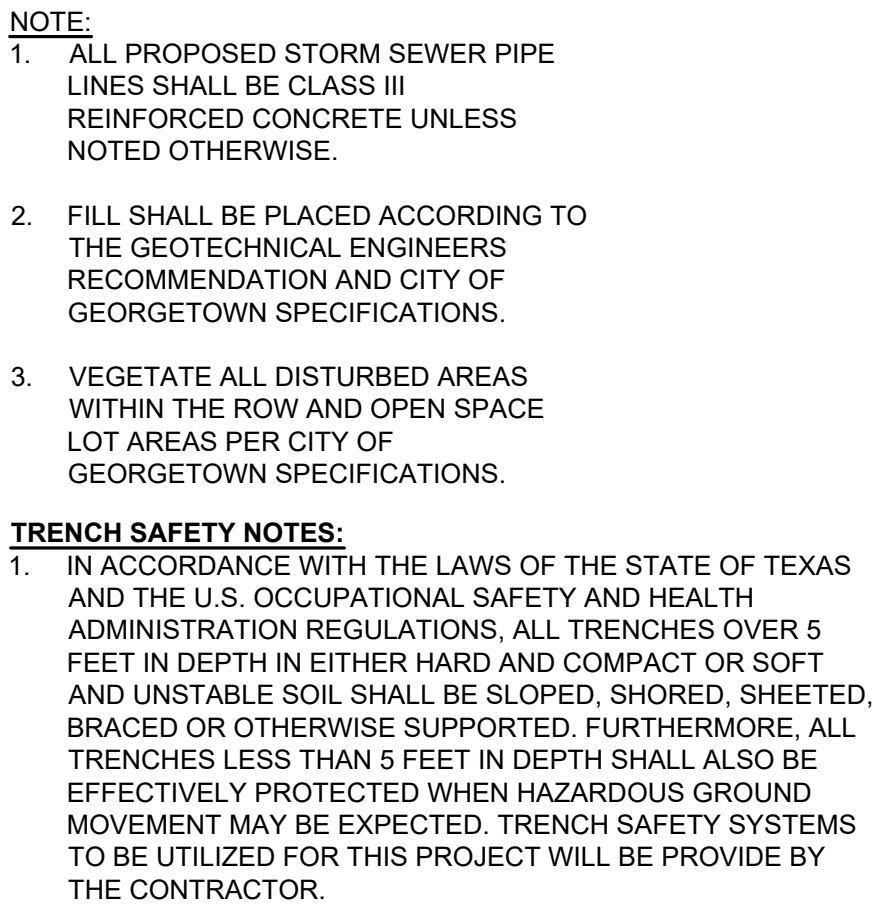 NOTE:
1. ALL PROPOSED STORM SEWER PIPE
LINES SHALL BE CLASS III
REINFORCED CONCRETE UNLESS
NOTED OTHERWISE.
2. FILL SHALL BE PLACED ACCORDING TO
THE GEOTECHNICAL ENGINEERS
RECOMMENDATION AND CITY OF
GEORGETOWN SPECIFICATIONS.
3. VEGETATE ALL DISTURBED AREAS
WITHIN THE ROW AND OPEN SPACE
LOT AREAS PER CITY OF
GEORGETOWN SPECIFICATIONS.
TRENCH SAFETY NOTES:
1. IN ACCORDANCE WITH THE LAWS OF THE STATE OF TEXAS
AND THE U.S. OCCUPATIONAL SAFETY AND HEALTH
ADMINISTRATION REGULATIONS, ALL TRENCHES OVER 5
FEET IN DEPTH IN EITHER HARD AND COMPACT OR SOFT
AND UNSTABLE SOIL SHALL BE SLOPED, SHORED, SHEETED,
BRACED OR OTHERWISE SUPPORTED. FURTHERMORE, ALL
TRENCHES LESS THAN 5 FEET IN DEPTH SHALL ALSO BE
EFFECTIVELY PROTECTED WHEN HAZARDOUS GROUND
MOVEMENT MAY BE EXPECTED. TRENCH SAFETY SYSTEMS
TO BE UTILIZED FOR THIS PROJECT WILL BE PROVIDE BY
THE CONTRACTOR.